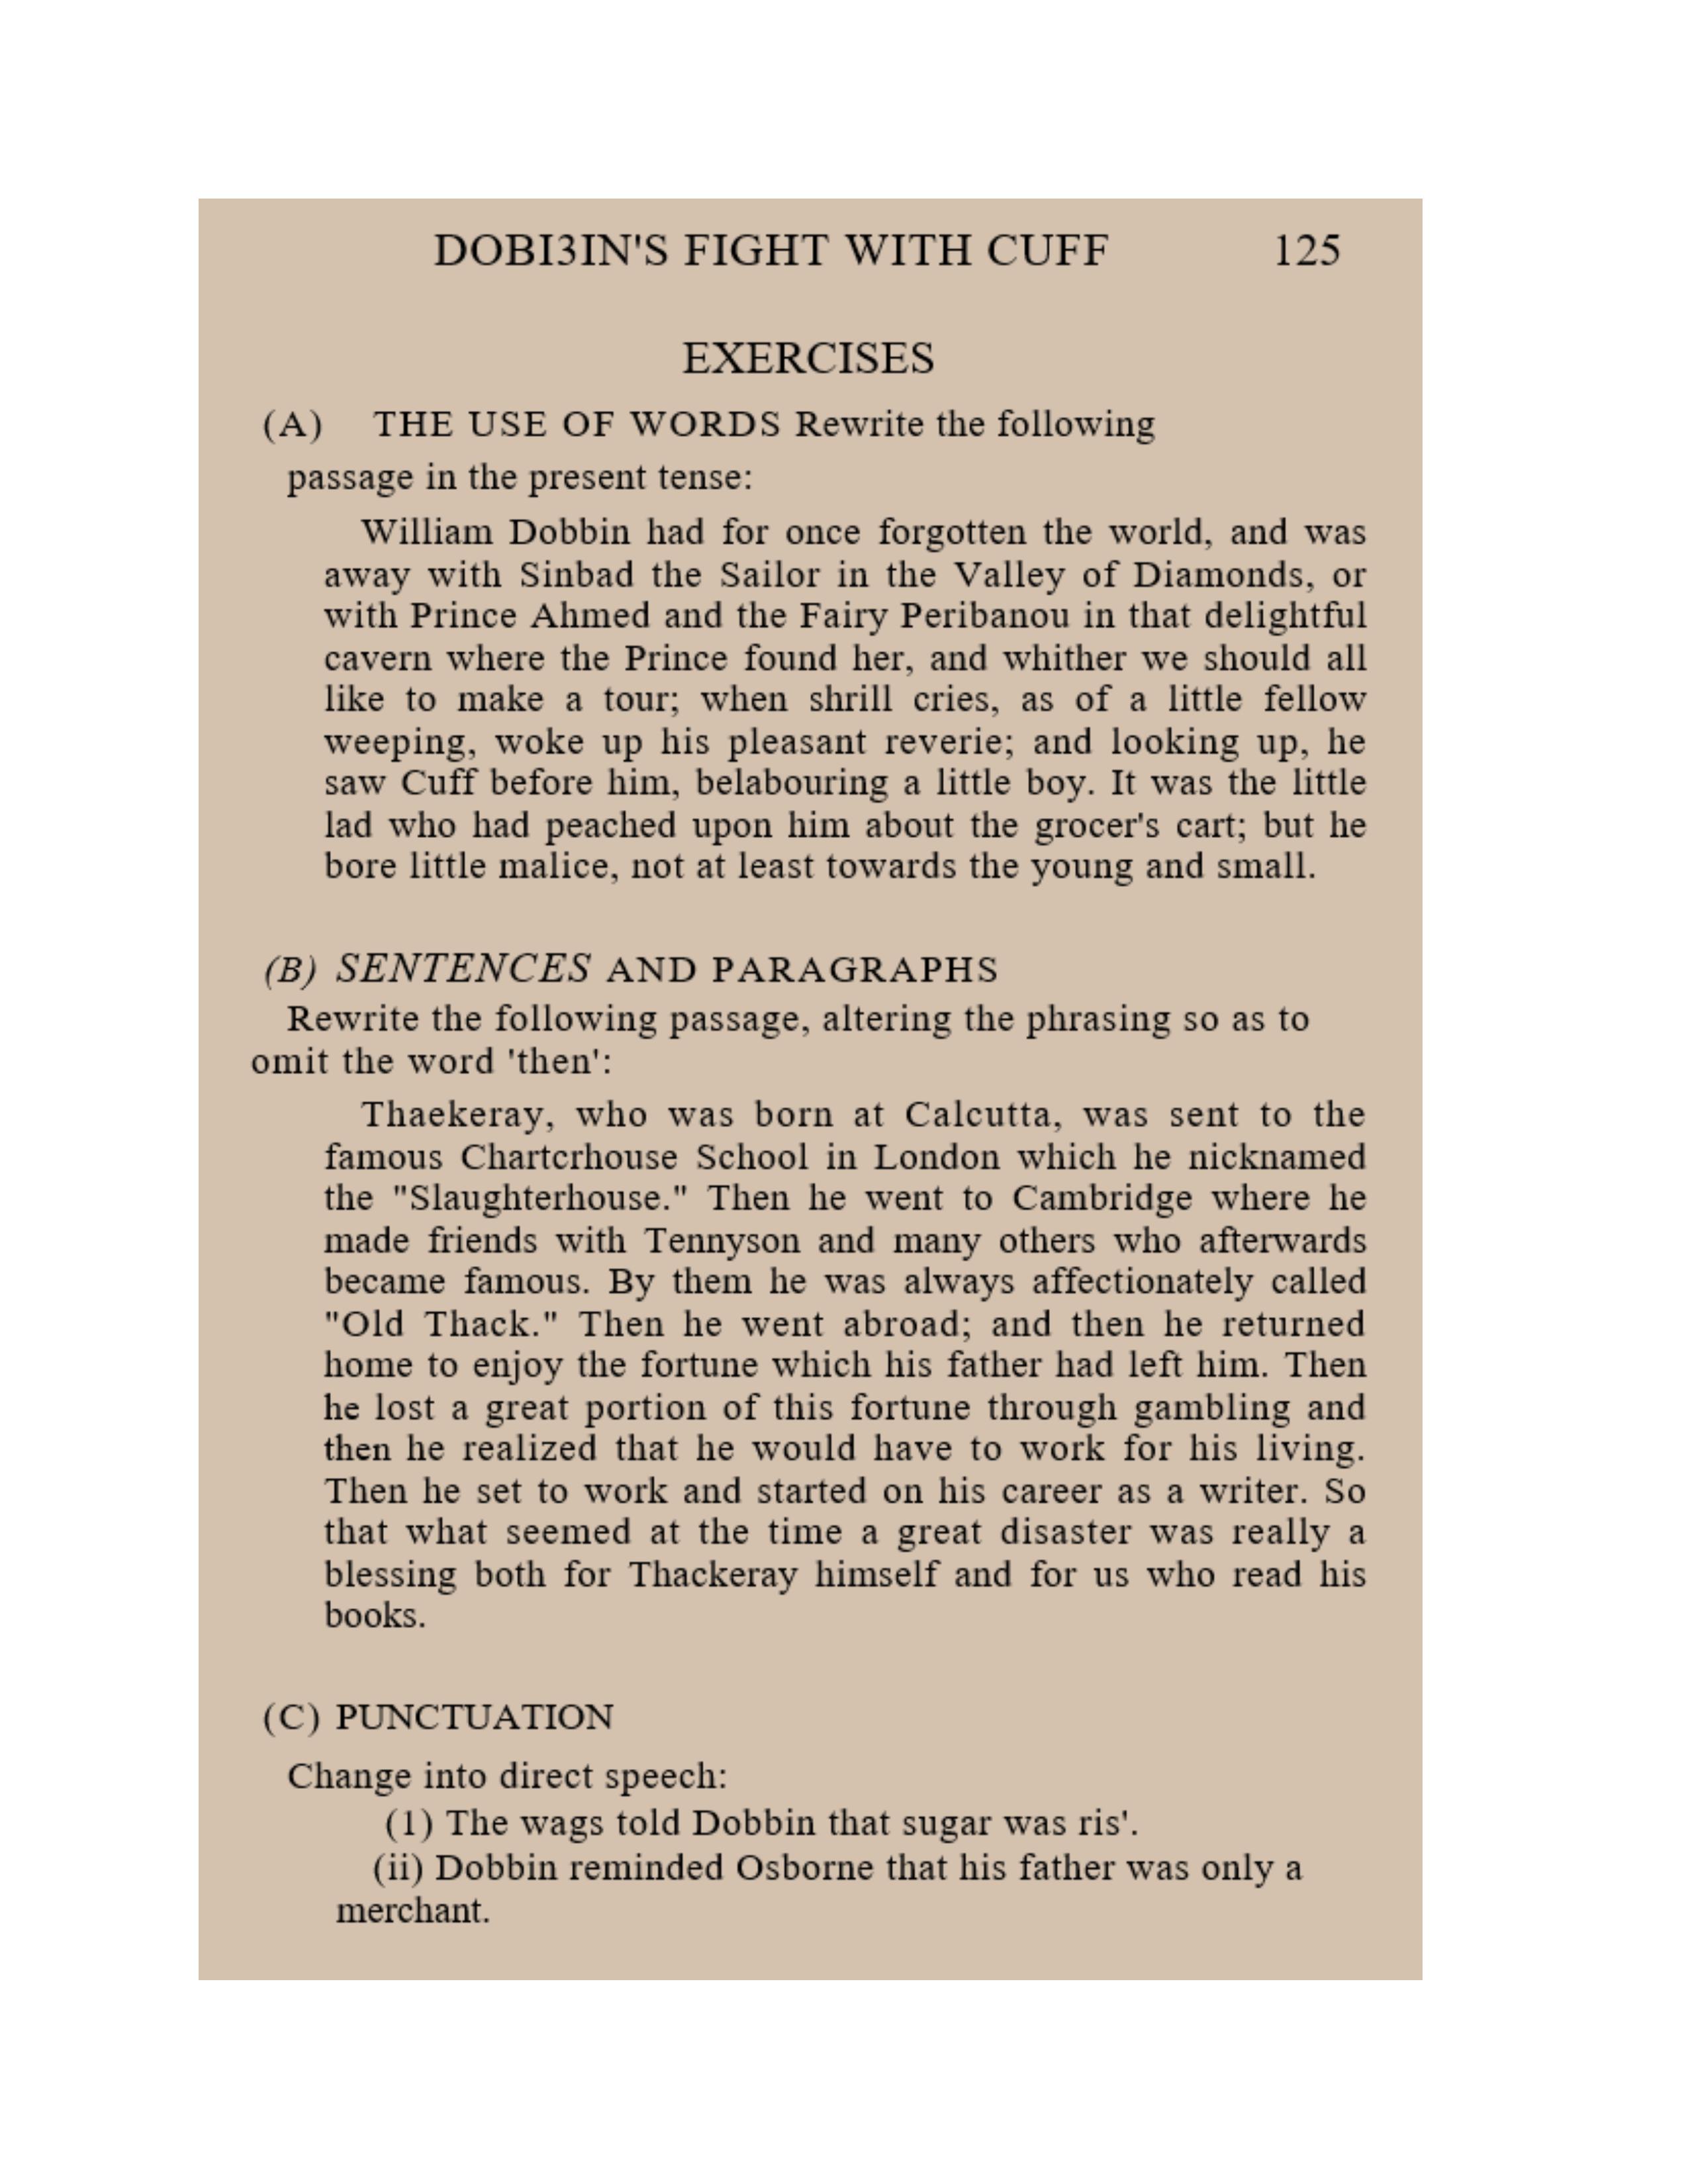 DOBI3IN'S FIGHT WITH CUFF 125
EXERCISES
(A) THE USE OF WORDS Rewrite the following
passage in the present tense:
William Dobbin had for once forgotten the world, and was
away with Sinbad the Sailor in the Valley of Diamonds, or
with Prince Ahmed and the Fairy Peribanou in that delightful
cavern where the Prince found her, and whither we should all
like to make a tour; when shrill cries, as of a little fellow
weeping, woke up his pleasant reverie; and looking up, he
saw Cuff before him, belabouring a little boy. It was the little
lad who had peached upon him about the grocer's cart; but he
bore little malice, not at least towards the young and small.
(B) SENTENCES AND PARAGRAPHS
Rewrite the following passage, altering the phrasing so as to
omit the word 'then':
Thaekeray, who was born at Calcutta, was sent to the
famous Chartcrhouse School in London which he nicknamed
the "Slaughterhouse." Then he went to Cambridge where he
made friends with Tennyson and many others who afterwards
became famous. By them he was always affectionately called
"Old Thack." Then he went abroad; and then he returned
home to enjoy the fortune which his father had left him. Then
he lost a great portion of this fortune through gambling and
then he realized that he would have to work for his living.
Then he set to work and started on his career as a writer. So
that what seemed at the time a great disaster was really a
blessing both for Thackeray himself and for us who read his
books.
(C) PUNCTUATION
Change into direct speech:
(1) The wags told Dobbin that sugar was ris'.
(ii) Dobbin reminded Osborne that his father was only a
merchant.